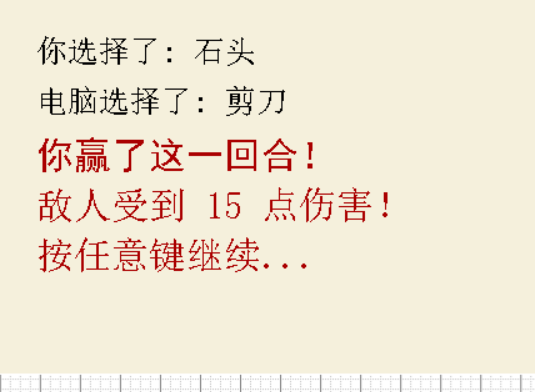 你选择了: 石头
电脑选择了: 剪刀
你赢了这一回合!
敌人受到 15 点伤害!
按任意键继续...